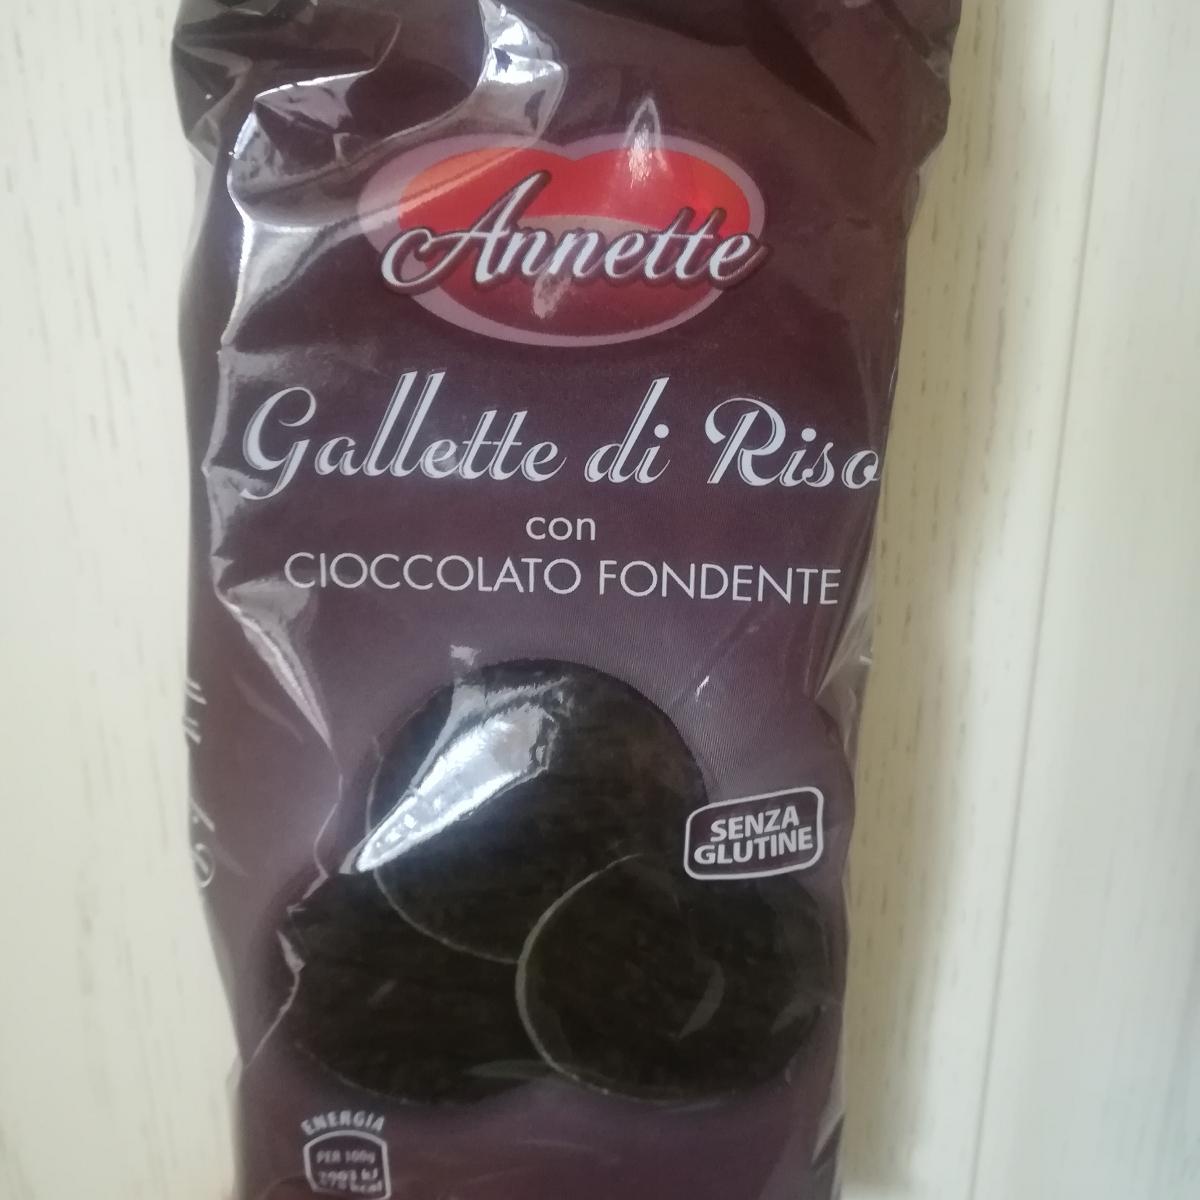 Annette
Gallette di Riso
con
CIOCCOLATO FONDENTE
SENZA
GLUTINE
ENERGIA
PER 100g